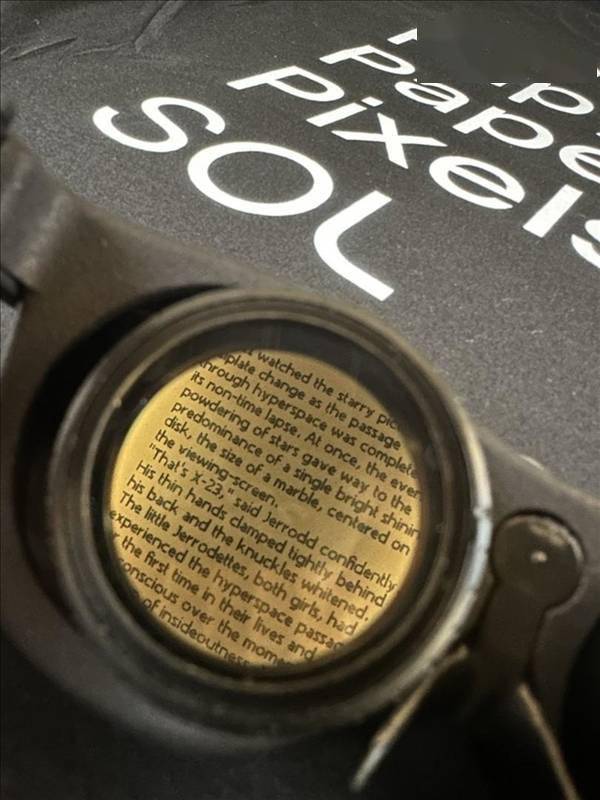 Pape
Pixels
SOL
watched the starry pic
plate change as the passage
through hyperspace was complete
its non-time lapse. At once, the even
powdering of stars gave way to the
predominance of a single bright shinin
disk, the size of a marble, centered on
the viewing-screen.
"That's X-23," said Jerrodd confidently
His thin hands clamped tightly behind
his back and the knuckles whitened.
The little Jerrodettes, both girls, had
experienced the hyperspace passag
r the first time in their lives and
conscious over the mome
of insideoutness